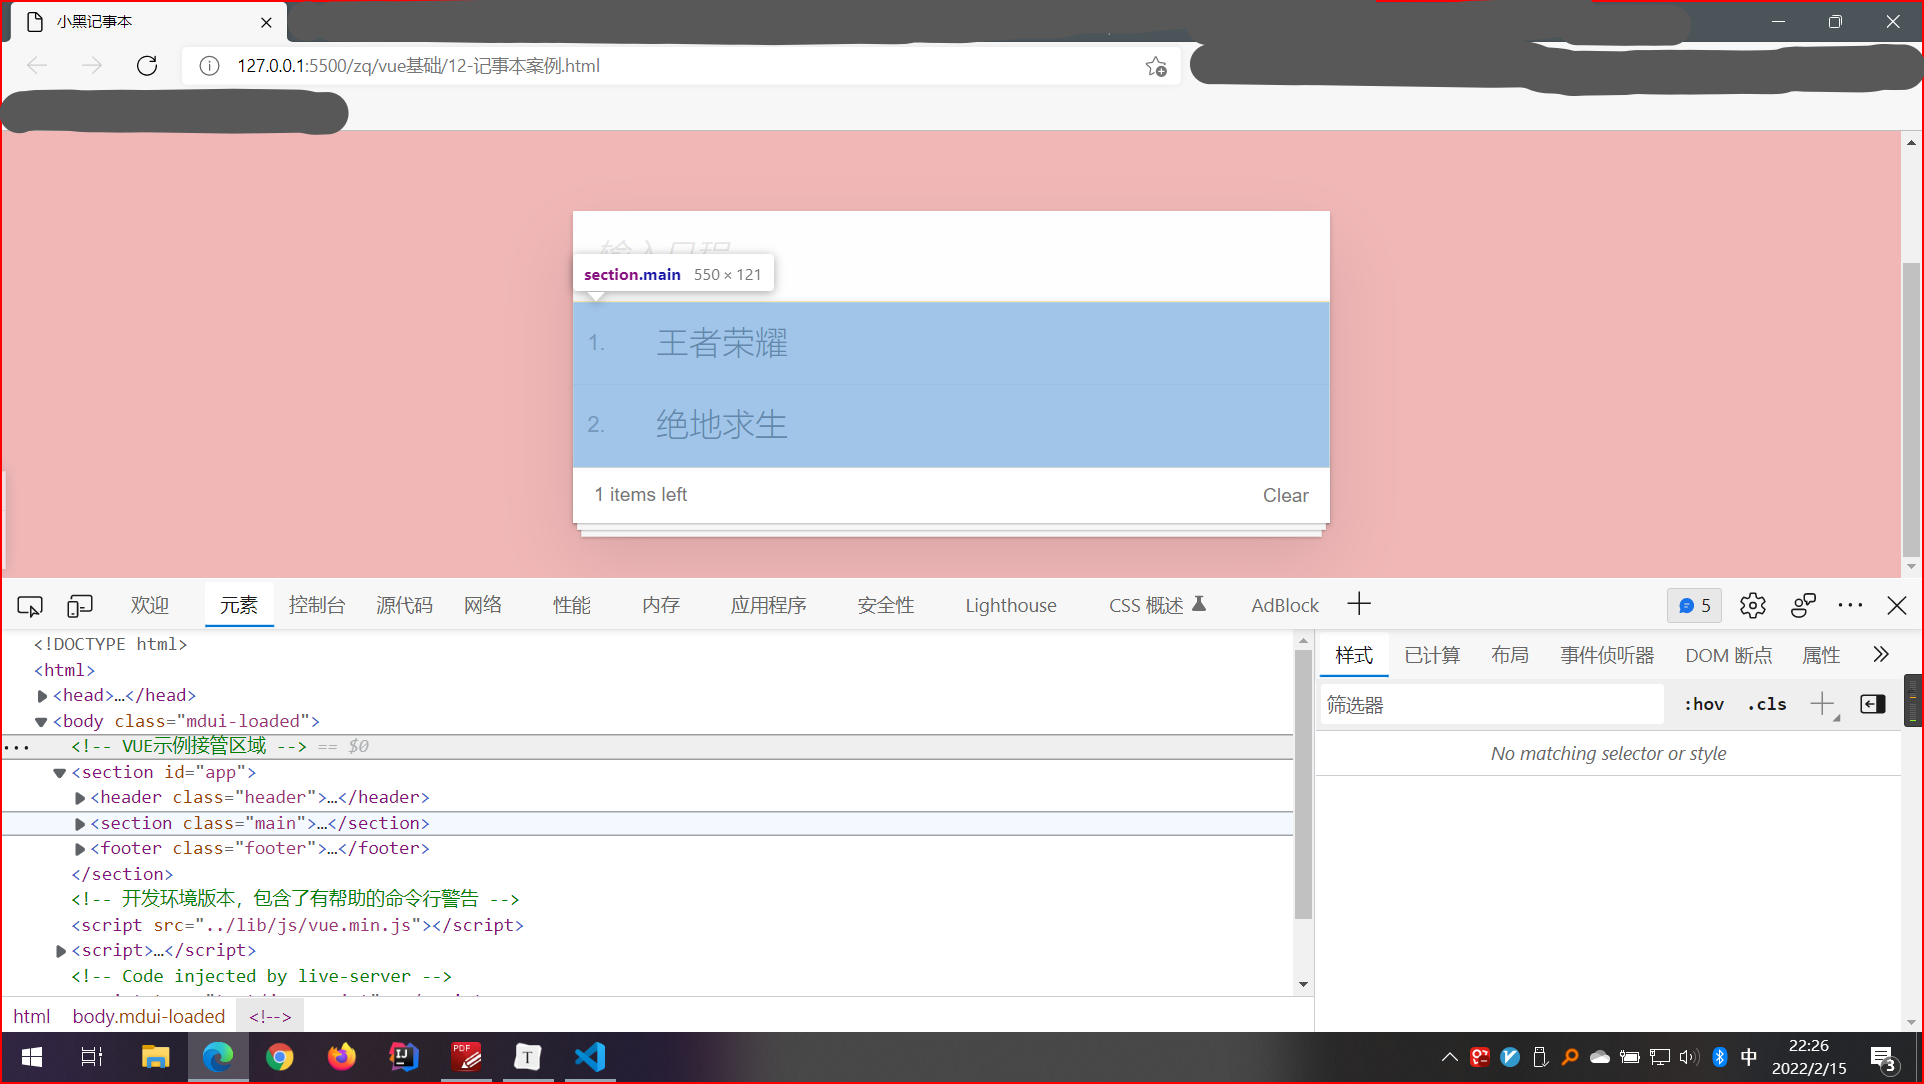 小黑记事本
127.0.0.1:5500/zq/vue基础/12-记事本案例.html
输入日程
section.main 550 × 121
1. 王者荣耀
2. 绝地求生
1 items left Clear
欢迎 元素 控制台 源代码 网络 性能 内存 应用程序 安全性 Lighthouse CSS 概述 AdBlock 5
<!DOCTYPE html>
<html>
<head>…</head>
<body class="mdui-loaded">
<!-- VUE示例接管区域 --> == $0
<section id="app">
<header class="header">…</header>
<section class="main">…</section>
<footer class="footer">…</footer>
</section>
<!-- 开发环境版本，包含了有帮助的命令行警告 -->
<script src="../lib/js/vue.min.js"></script>
<script>…</script>
<!-- Code injected by live-server -->
html body.mdui-loaded <!-->
样式 已计算 布局 事件侦听器 DOM 断点 属性
筛选器 :hov .cls
No matching selector or style
中
22:26
2022/2/15
3